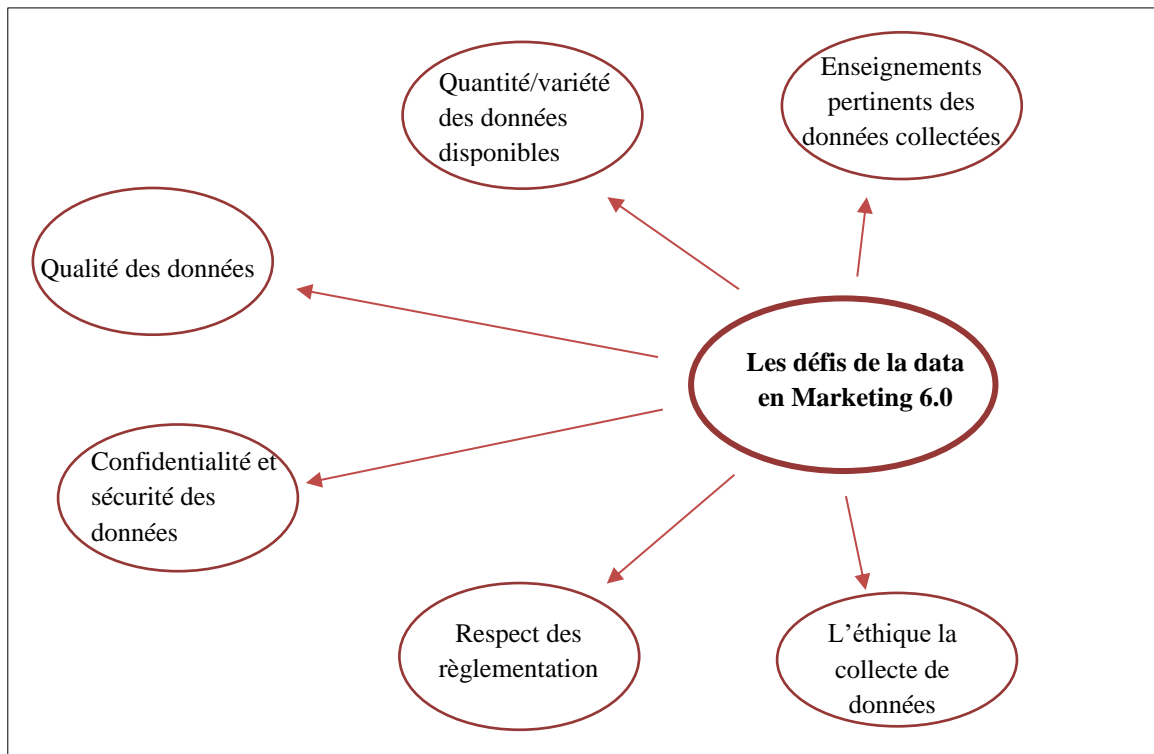 Quantité/variété
des données
disponibles
Enseignements
pertinents des
données collectées
Qualité des données
Les défis de la data
en Marketing 6.0
Confidentialité et
sécurité des
données
Respect des
règlementation
L’éthique la
collecte de
données